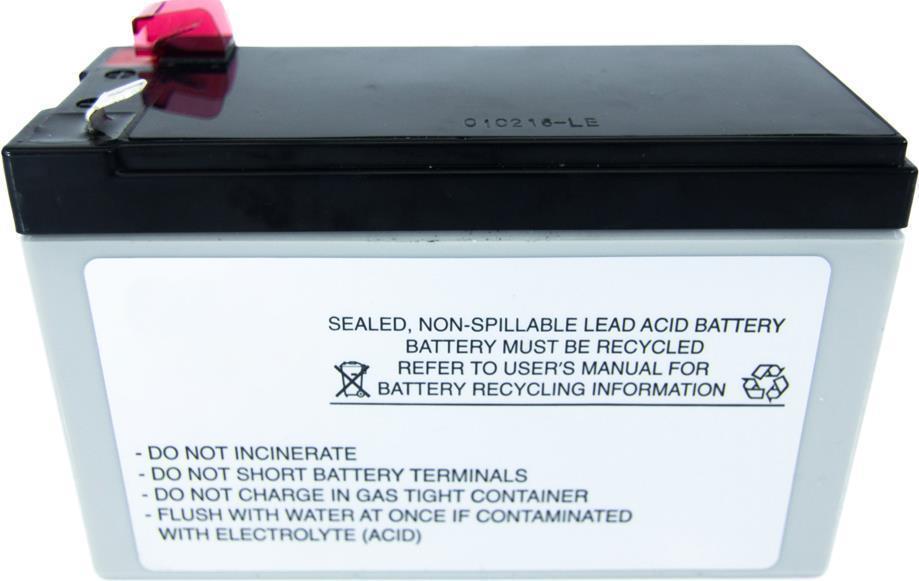 010216-LE
SEALED, NON-SPILLABLE LEAD ACID BATTERY
BATTERY MUST BE RECYCLED
REFER TO USER'S MANUAL FOR
BATTERY RECYCLING INFORMATION
- DO NOT INCINERATE
- DO NOT SHORT BATTERY TERMINALS
- DO NOT CHARGE IN GAS TIGHT CONTAINER
- FLUSH WITH WATER AT ONCE IF CONTAMINATED
WITH ELECTROLYTE (ACID)